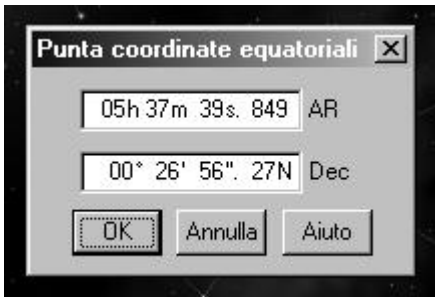 Punta coordinate equatoriali
05h 37m 39s. 849 AR
00° 26' 56". 27N Dec
OK Annulla Aiuto